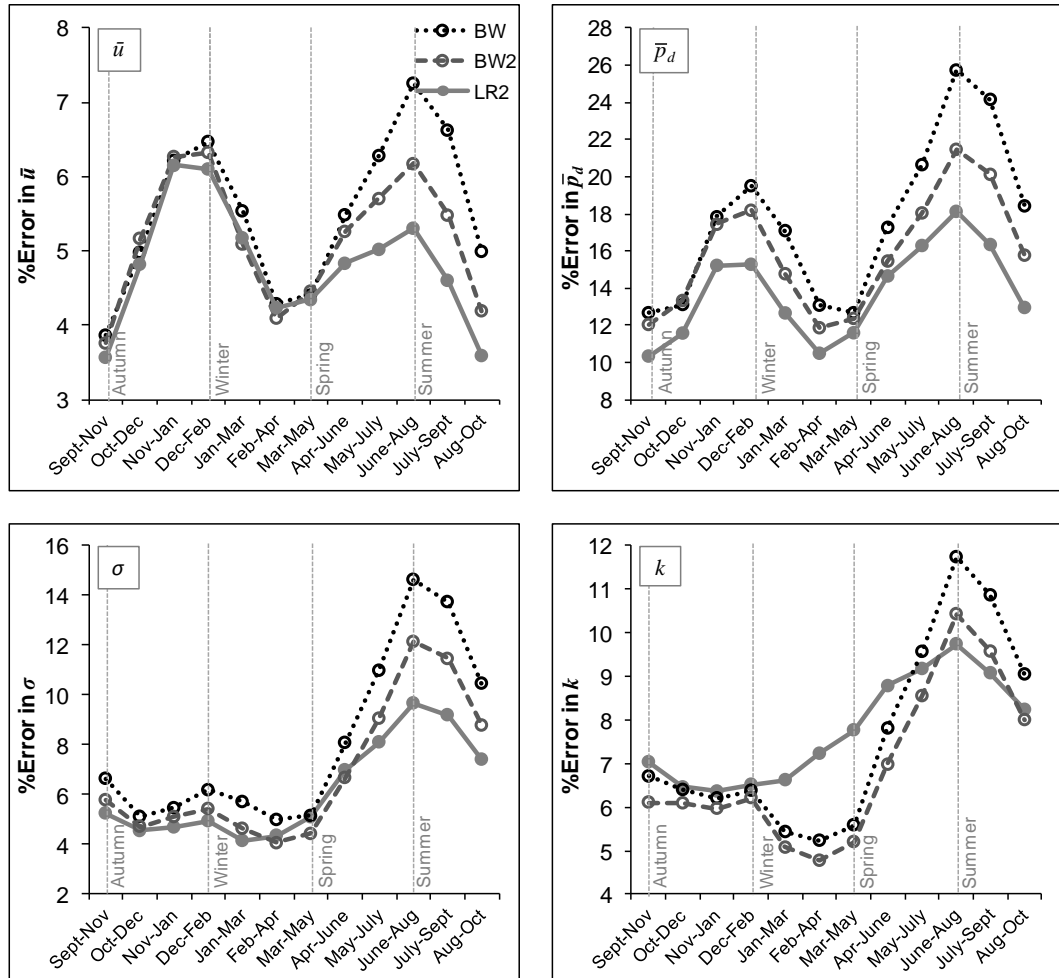 ū
BW
BW2
LR2
%Error in ū
8
7
6
5
4
3
Autumn
Winter
Spring
Summer
Sept-Nov
Oct-Dec
Nov-Jan
Dec-Feb
Jan-Mar
Feb-Apr
Mar-May
Apr-June
May-July
June-Aug
July-Sept
Aug-Oct
p̄d
%Error in p̄d
28
26
24
22
20
18
16
14
12
10
8
Autumn
Winter
Spring
Summer
Sept-Nov
Oct-Dec
Nov-Jan
Dec-Feb
Jan-Mar
Feb-Apr
Mar-May
Apr-June
May-July
June-Aug
July-Sept
Aug-Oct
σ
%Error in σ
16
14
12
10
8
6
4
2
Autumn
Winter
Spring
Summer
Sept-Nov
Oct-Dec
Nov-Jan
Dec-Feb
Jan-Mar
Feb-Apr
Mar-May
Apr-June
May-July
June-Aug
July-Sept
Aug-Oct
k
%Error in k
12
11
10
9
8
7
6
5
4
Autumn
Winter
Spring
Summer
Sept-Nov
Oct-Dec
Nov-Jan
Dec-Feb
Jan-Mar
Feb-Apr
Mar-May
Apr-June
May-July
June-Aug
July-Sept
Aug-Oct